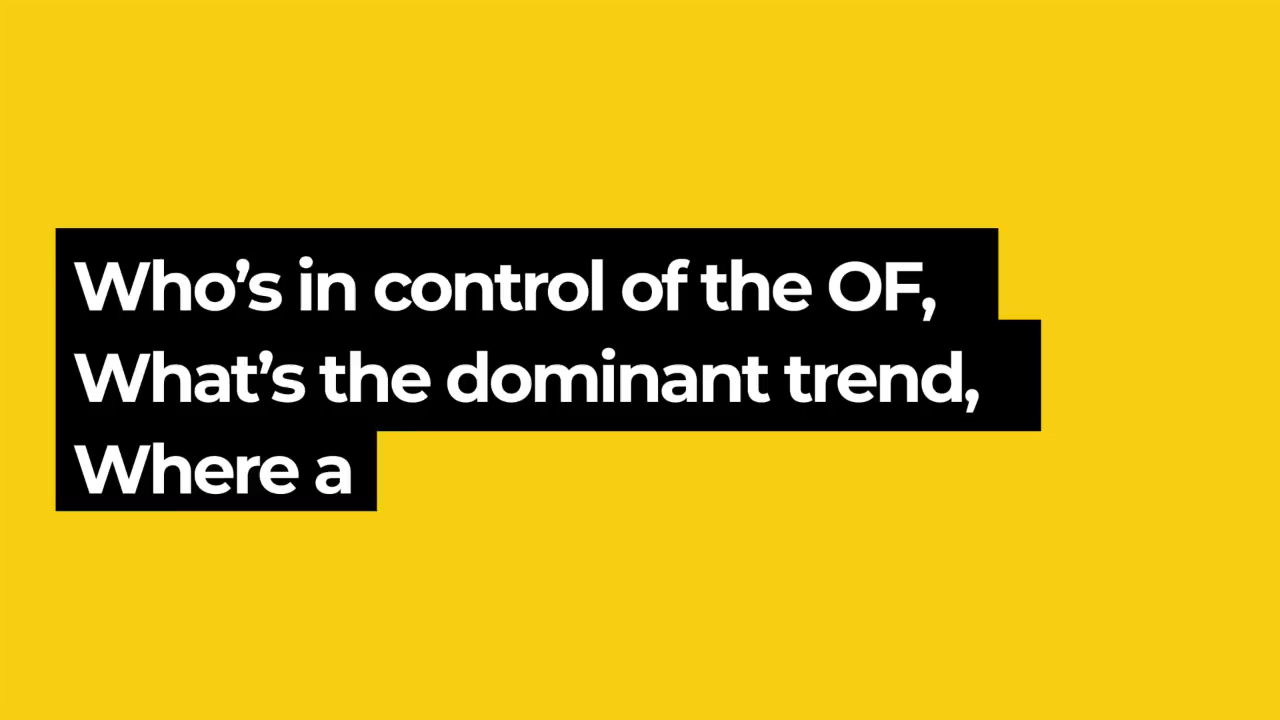 Who’s in control of the OF,
What’s the dominant trend,
Where a